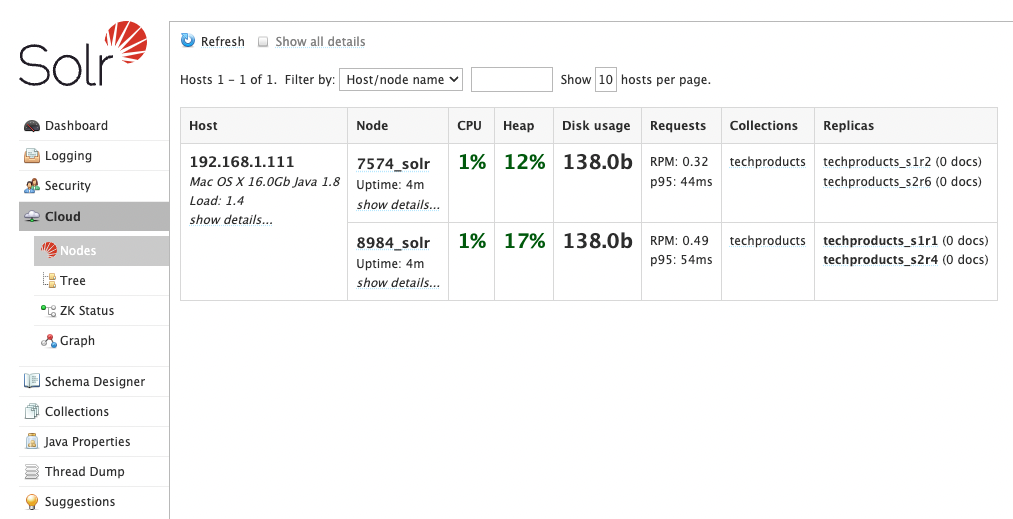 Solr
Refresh Show all details
Hosts 1 – 1 of 1. Filter by: Host/node name Show 10 hosts per page.
Dashboard
Logging
Security
Cloud
Nodes
Tree
ZK Status
Graph
Schema Designer
Collections
Java Properties
Thread Dump
Suggestions
Host Node CPU Heap Disk usage Requests Collections Replicas
192.168.1.111 7574_solr 1% 12% 138.0b RPM: 0.32 techproducts techproducts_s1r2 (0 docs)
Mac OS X 16.0Gb Java 1.8 Uptime: 4m p95: 44ms techproducts_s2r6 (0 docs)
Load: 1.4 show details...
show details...
8984_solr 1% 17% 138.0b RPM: 0.49 techproducts techproducts_s1r1 (0 docs)
Uptime: 4m p95: 54ms techproducts_s2r4 (0 docs)
show details...